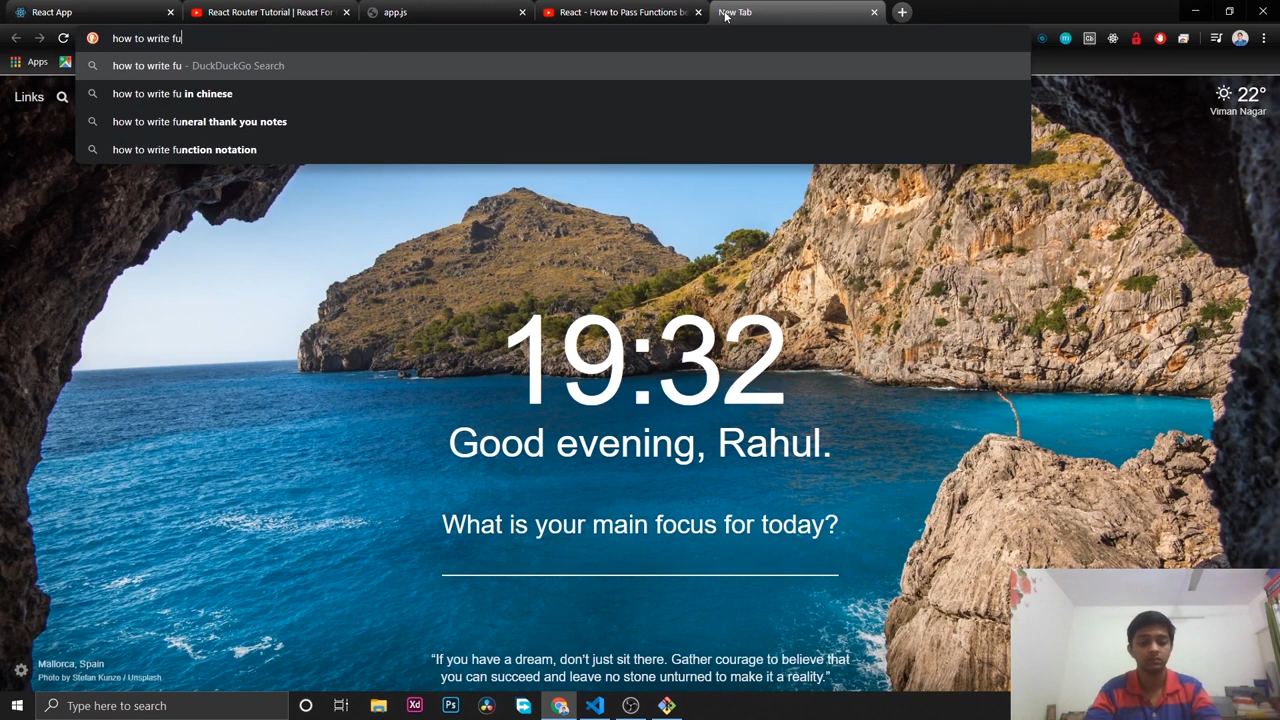 React App
React Router Tutorial | React For
app.js
React - How to Pass Functions be
New Tab
how to write fu
Apps
how to write fu - DuckDuckGo Search
how to write fu in chinese
how to write funeral thank you notes
how to write function notation
Links
22°
Viman Nagar
19:32
Good evening, Rahul.
What is your main focus for today?
Mallorca, Spain
Photo by Stefan Kunze / Unsplash
“If you have a dream, don’t just sit there. Gather courage to believe that
you can succeed and leave no stone unturned to make it a reality.”
Type here to search
Xd
Ps